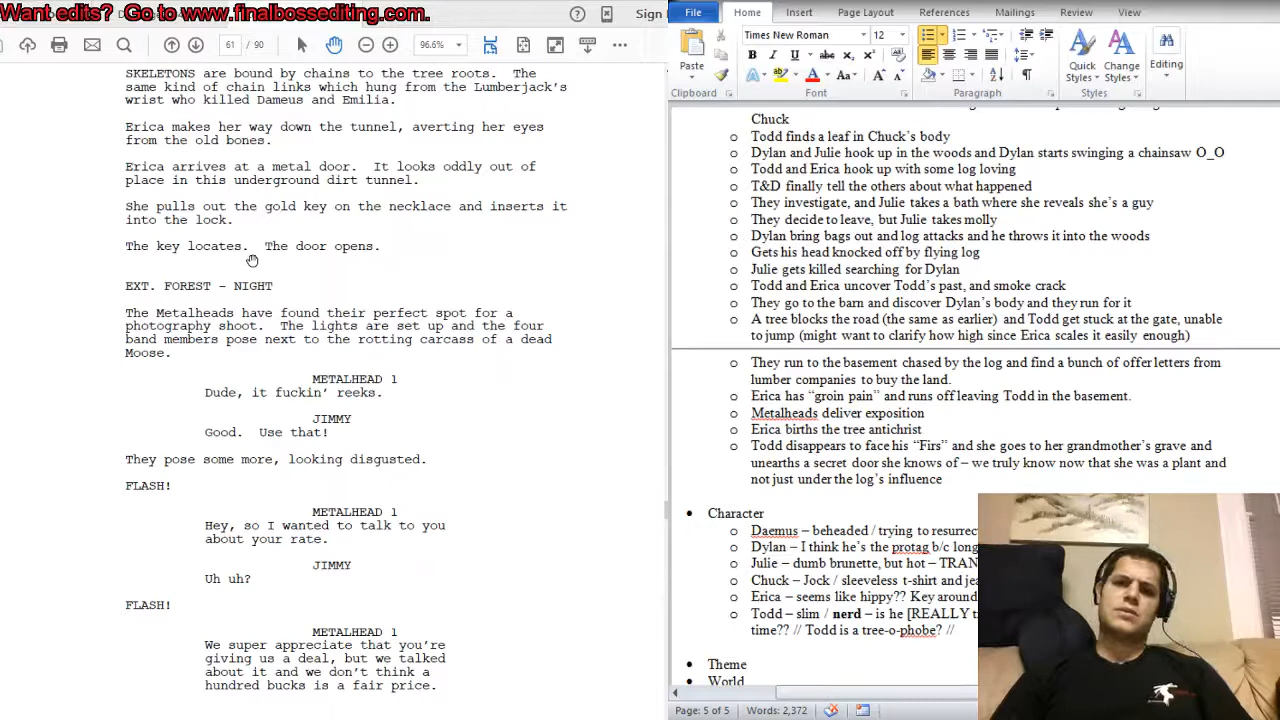 Want edits?  Go to www.finalbossediting.com.
Sign
96.6%
SKELETONS are bound by chains to the tree roots.  The
same kind of chain links which hung from the Lumberjack's
wrist who killed Dameus and Emilia.
Erica makes her way down the tunnel, averting her eyes
from the old bones.
Erica arrives at a metal door.  It looks oddly out of
place in this underground dirt tunnel.
She pulls out the gold key on the necklace and inserts it
into the lock.
The key locates.  The door opens.
EXT. FOREST – NIGHT
The Metalheads have found their perfect spot for a
photography shoot.  The lights are set up and the four
band members pose next to the rotting carcass of a dead
Moose.
METALHEAD 1
Dude, it fuckin' reeks.
JIMMY
Good.  Use that!
They pose some more, looking disgusted.
FLASH!
METALHEAD 1
Hey, so I wanted to talk to you
about your rate.
JIMMY
Uh uh?
FLASH!
METALHEAD 1
We super appreciate that you're
giving us a deal, but we talked
about it and we don't think a
hundred bucks is a fair price.
File Home Insert Page Layout References Mailings Review View
Times New Roman 12
Paste
Quick Styles
Change Styles
Editing
Clipboard Font Paragraph Styles
Chuck
o Todd finds a leaf in Chuck's body
o Dylan and Julie hook up in the woods and Dylan starts swinging a chainsaw O_O
o Todd and Erica hook up with some log loving
o T&D finally tell the others about what happened
o They investigate, and Julie takes a bath where she reveals she's a guy
o They decide to leave, but Julie takes molly
o Dylan bring bags out and log attacks and he throws it into the woods
o Gets his head knocked off by flying log
o Julie gets killed searching for Dylan
o Todd and Erica uncover Todd's past, and smoke crack
o They go to the barn and discover Dylan's body and they run for it
o A tree blocks the road (the same as earlier) and Todd get stuck at the gate, unable
to jump (might want to clarify how high since Erica scales it easily enough)
o They run to the basement chased by the log and find a bunch of offer letters from
lumber companies to buy the land.
o Erica has "groin pain" and runs off leaving Todd in the basement.
o Metalheads deliver exposition
o Erica births the tree antichrist
o Todd disappears to face his "Firs" and she goes to her grandmother's grave and
unearths a secret door she knows of – we truly know now that she was a plant and
not just under the log's influence
• Character
o Daemus – beheaded / trying to resurrect
o Dylan – I think he's the protag b/c long
o Julie – dumb brunette, but hot – TRAN
o Chuck – Jock / sleeveless t-shirt and jea
o Erica – seems like hippy?? Key around
o Todd – slim / nerd – is he [REALLY t
time?? // Todd is a tree-o-phobe? //
• Theme
• World
Page: 5 of 5 Words: 2,372